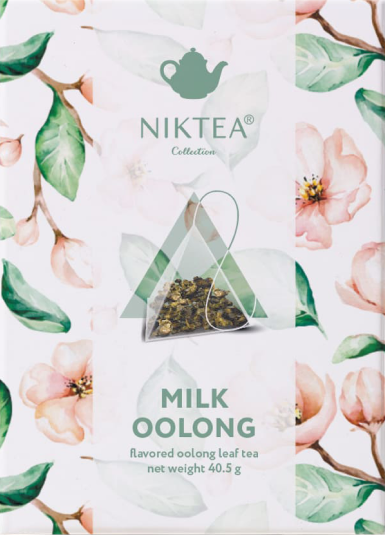 NIKTEA®
Collection
MILK
OOLONG
flavored oolong leaf tea
net weight 40.5 g